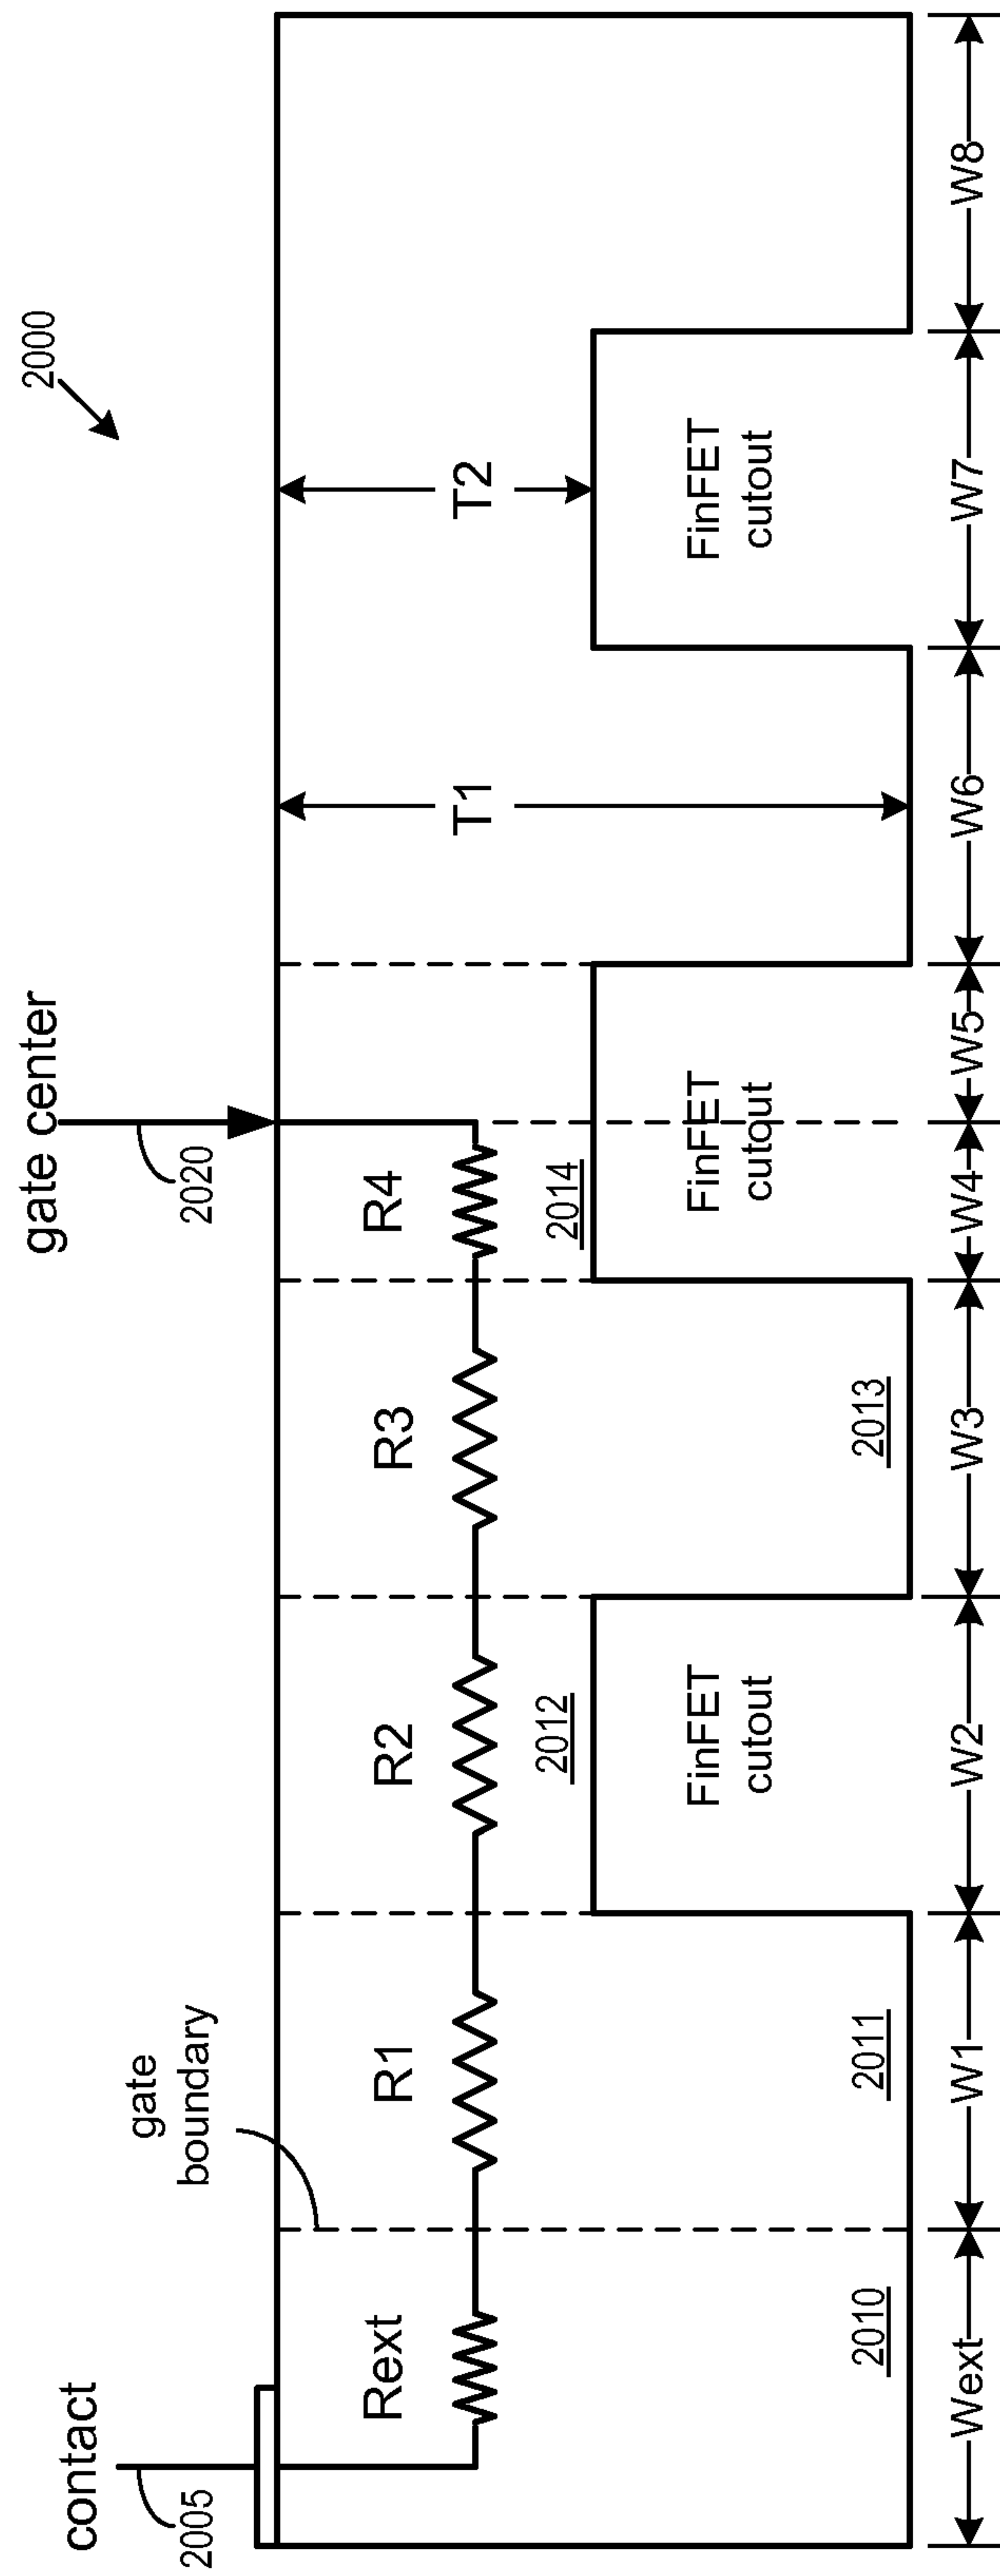 2000
contact
2005
gate
boundary
gate center
2020
Rext
R1
R2
R3
R4
T1
T2
2010
2011
2012
2013
2014
FinFET
cutout
FinFET
cutout
FinFET
cutout
Wext
W1
W2
W3
W4
W5
W6
W7
W8